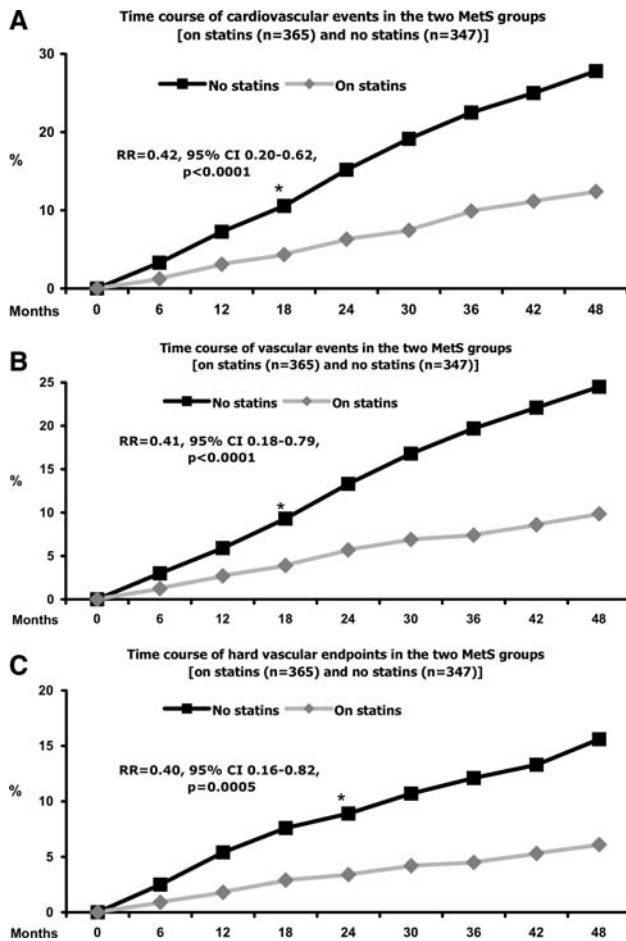 A
Time course of cardiovascular events in the two MetS groups
[on statins (n=365) and no statins (n=347)]
30
No statins
On statins
20
%
RR=0.42, 95% CI 0.20-0.62,
p<0.0001
*
10
0
Months 0 6 12 18 24 30 36 42 48
B
Time course of vascular events in the two MetS groups
[on statins (n=365) and no statins (n=347)]
25
No statins
On statins
20
RR=0.41, 95% CI 0.18-0.79,
p<0.0001
%
15
10
*
5
0
Months 0 6 12 18 24 30 36 42 48
C
Time course of hard vascular endpoints in the two MetS groups
[on statins (n=365) and no statins (n=347)]
20
No statins
On statins
15
RR=0.40, 95% CI 0.16-0.82,
p=0.0005
%
10
*
5
0
Months 0 6 12 18 24 30 36 42 48